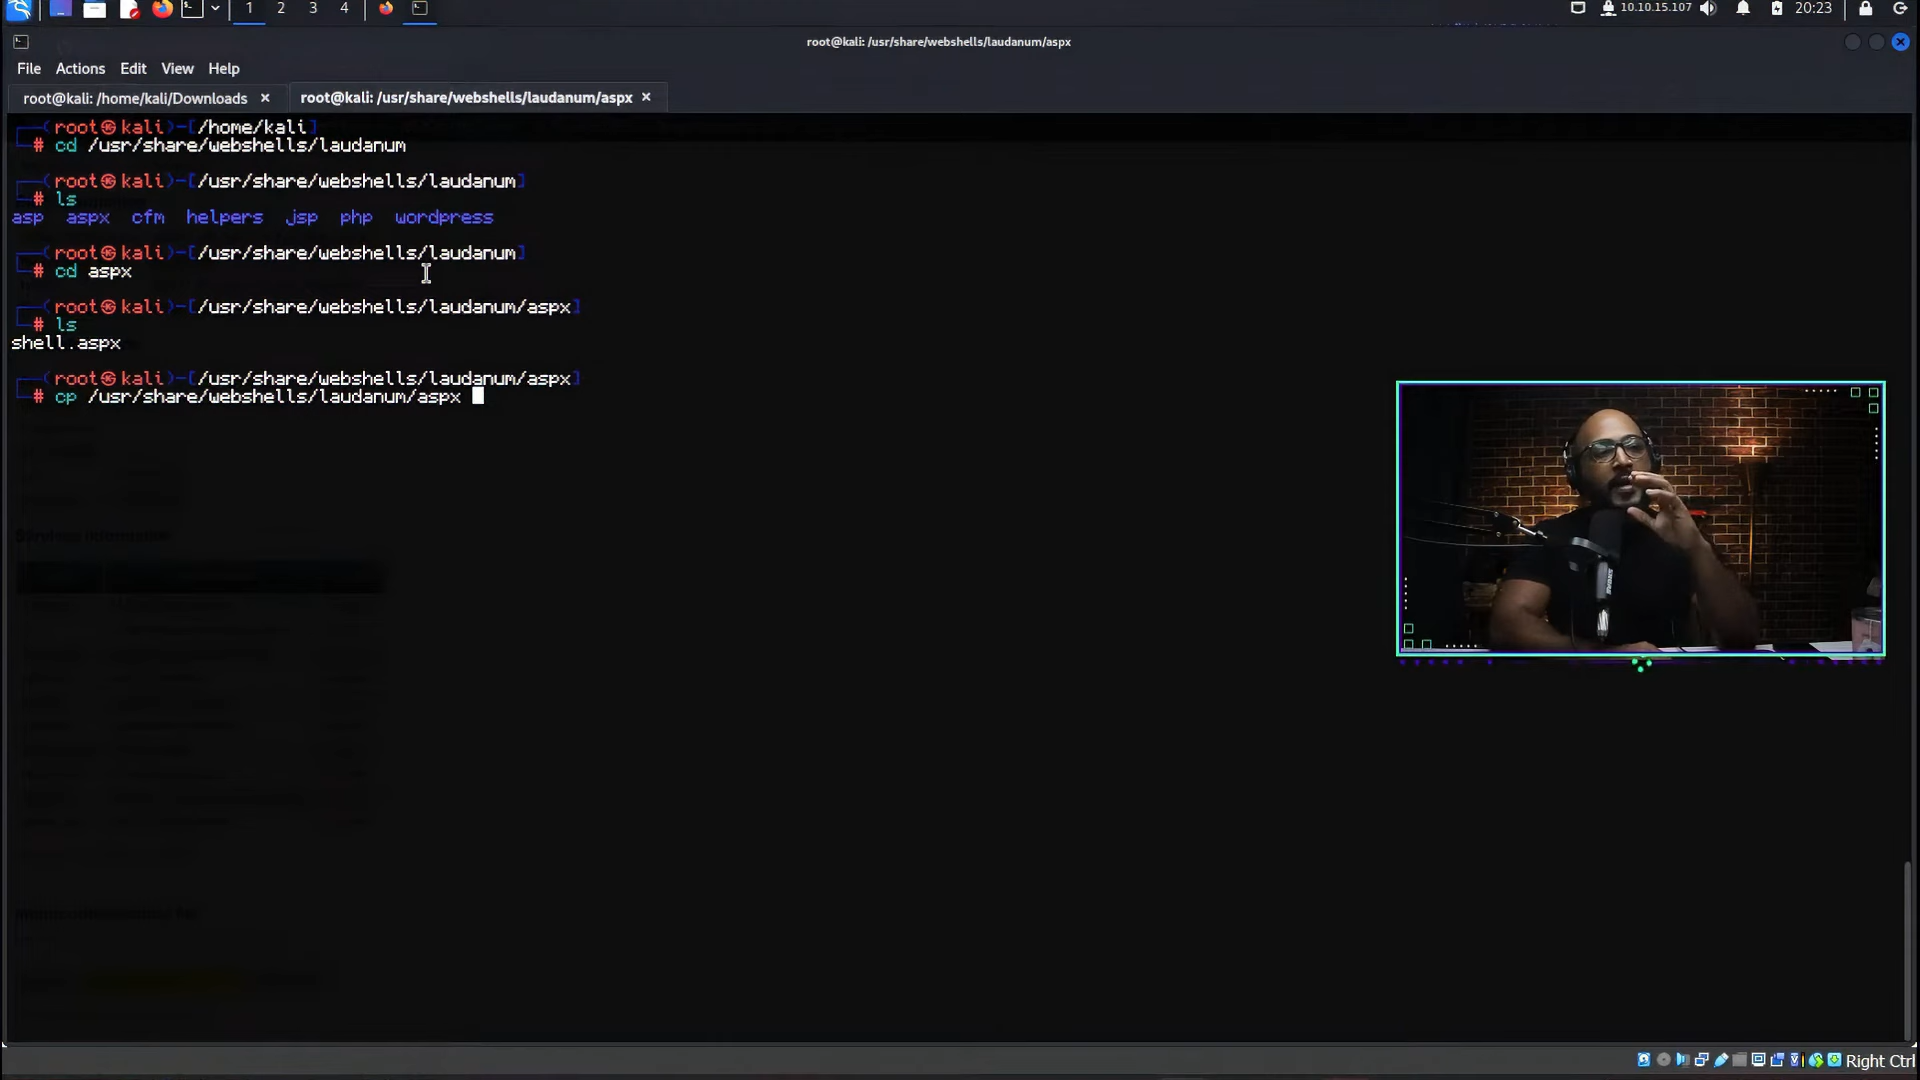 1 2 3 4 10.10.15.107 20:23
root@kali: /usr/share/webshells/laudanum/aspx
File Actions Edit View Help
root@kali: /home/kali/Downloads × root@kali: /usr/share/webshells/laudanum/aspx ×
┌──(root㉿kali)-[/home/kali]
└─# cd /usr/share/webshells/laudanum
┌──(root㉿kali)-[/usr/share/webshells/laudanum]
└─# ls
asp aspx cfm helpers jsp php wordpress
┌──(root㉿kali)-[/usr/share/webshells/laudanum]
└─# cd aspx
┌──(root㉿kali)-[/usr/share/webshells/laudanum/aspx]
└─# ls
shell.aspx
┌──(root㉿kali)-[/usr/share/webshells/laudanum/aspx]
└─# cp /usr/share/webshells/laudanum/aspx
Right Ctrl